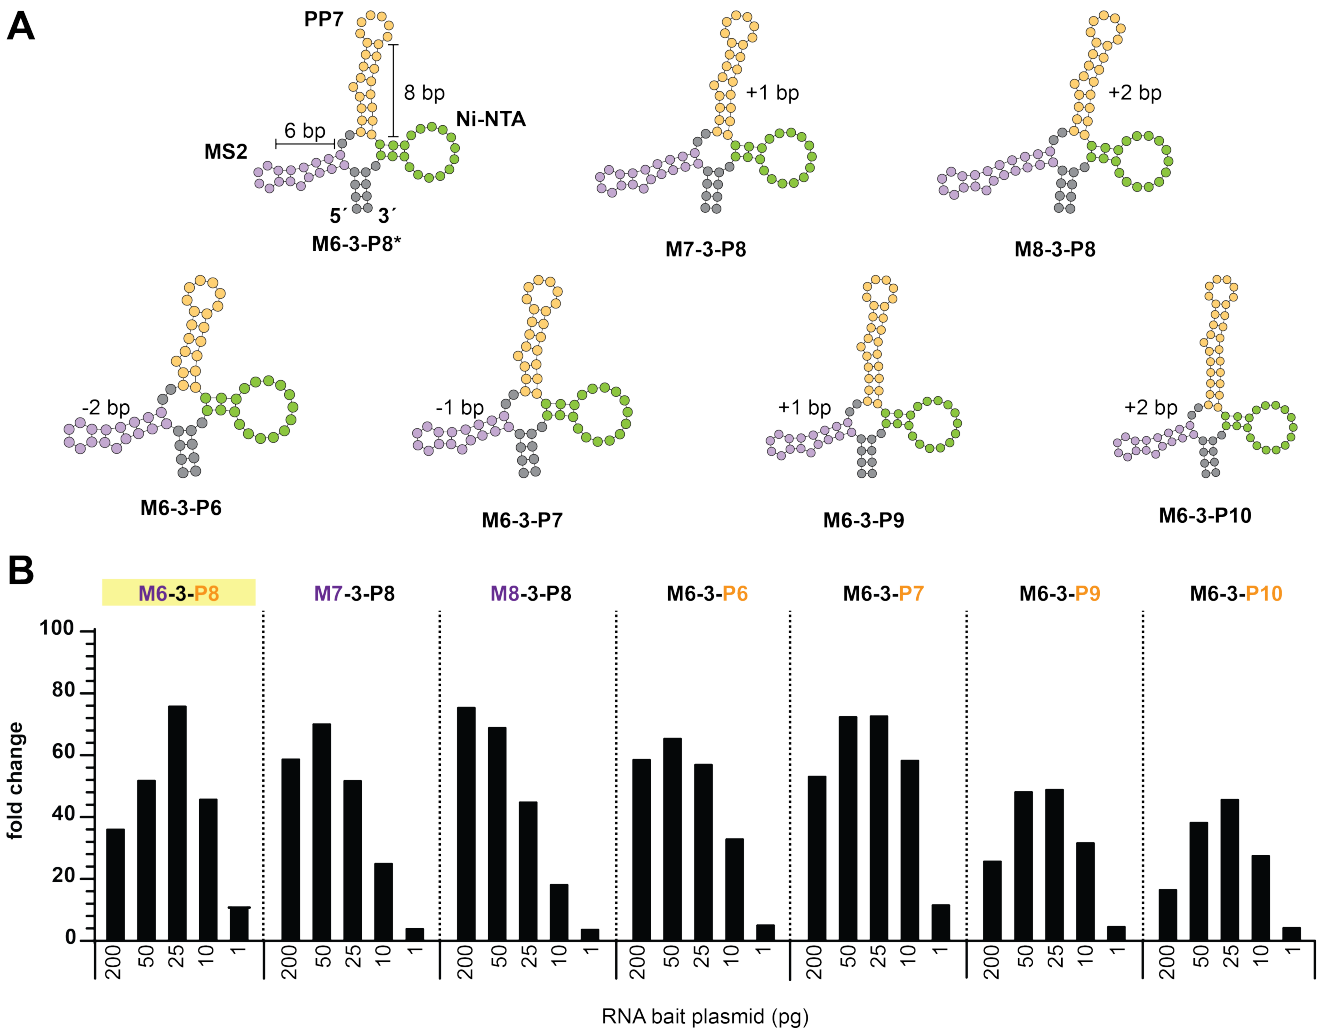 A
PP7
8 bp
Ni-NTA
6 bp
MS2
5´ 3´
M6-3-P8*
+1 bp
M7-3-P8
+2 bp
M8-3-P8
-2 bp
M6-3-P6
-1 bp
M6-3-P7
+1 bp
M6-3-P9
+2 bp
M6-3-P10
B
M6-3-P8 M7-3-P8 M8-3-P8 M6-3-P6 M6-3-P7 M6-3-P9 M6-3-P10
fold change
100
80
60
40
20
0
200 50 25 10 1 200 50 25 10 1 200 50 25 10 1 200 50 25 10 1 200 50 25 10 1 200 50 25 10 1 200 50 25 10 1
RNA bait plasmid (pg)